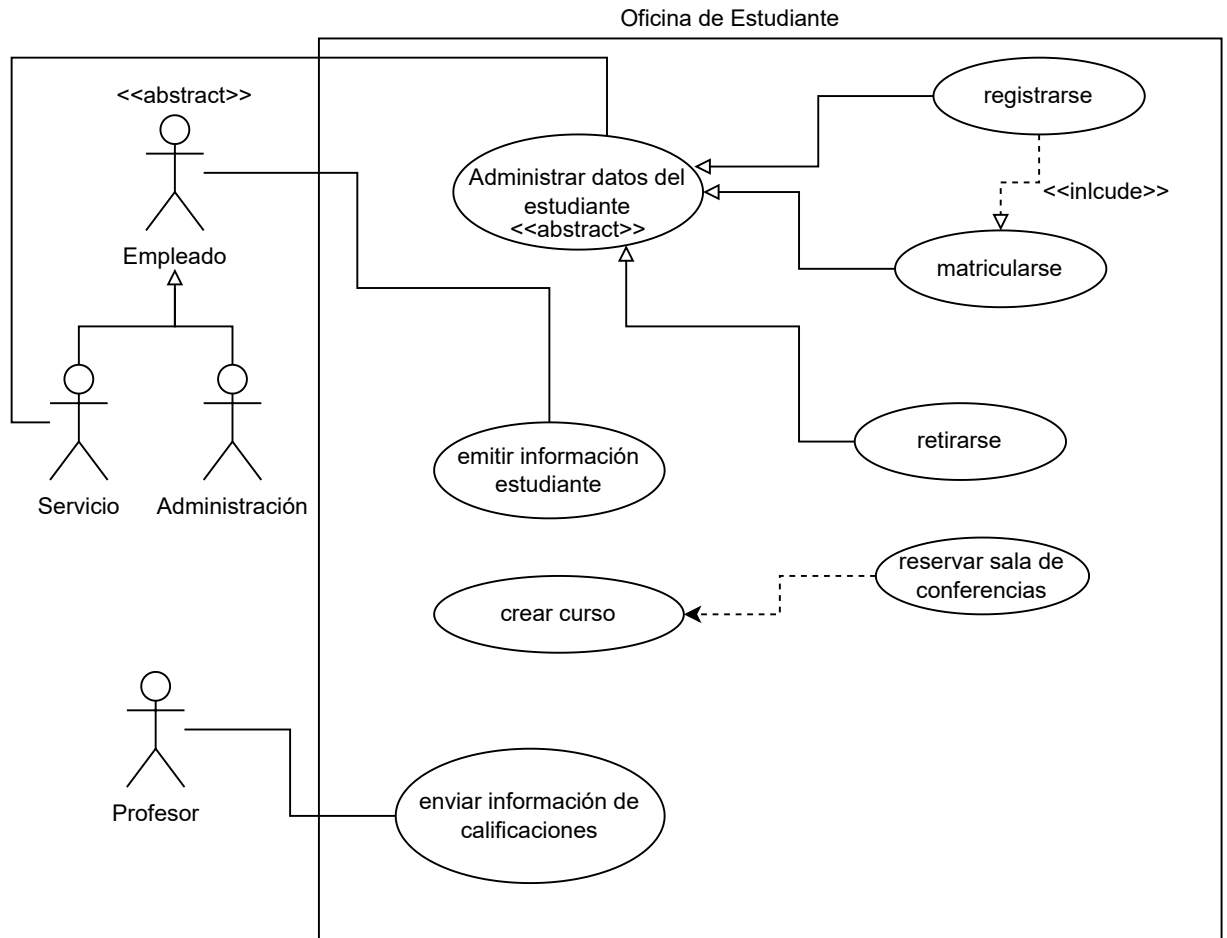 Oficina de Estudiante
<<abstract>>
registrarse
Administrar datos del
estudiante
<<abstract>>
<<inlcude>>
Empleado
matricularse
retirarse
emitir información
estudiante
Servicio
Administración
reservar sala de
conferencias
crear curso
Profesor
enviar información de
calificaciones